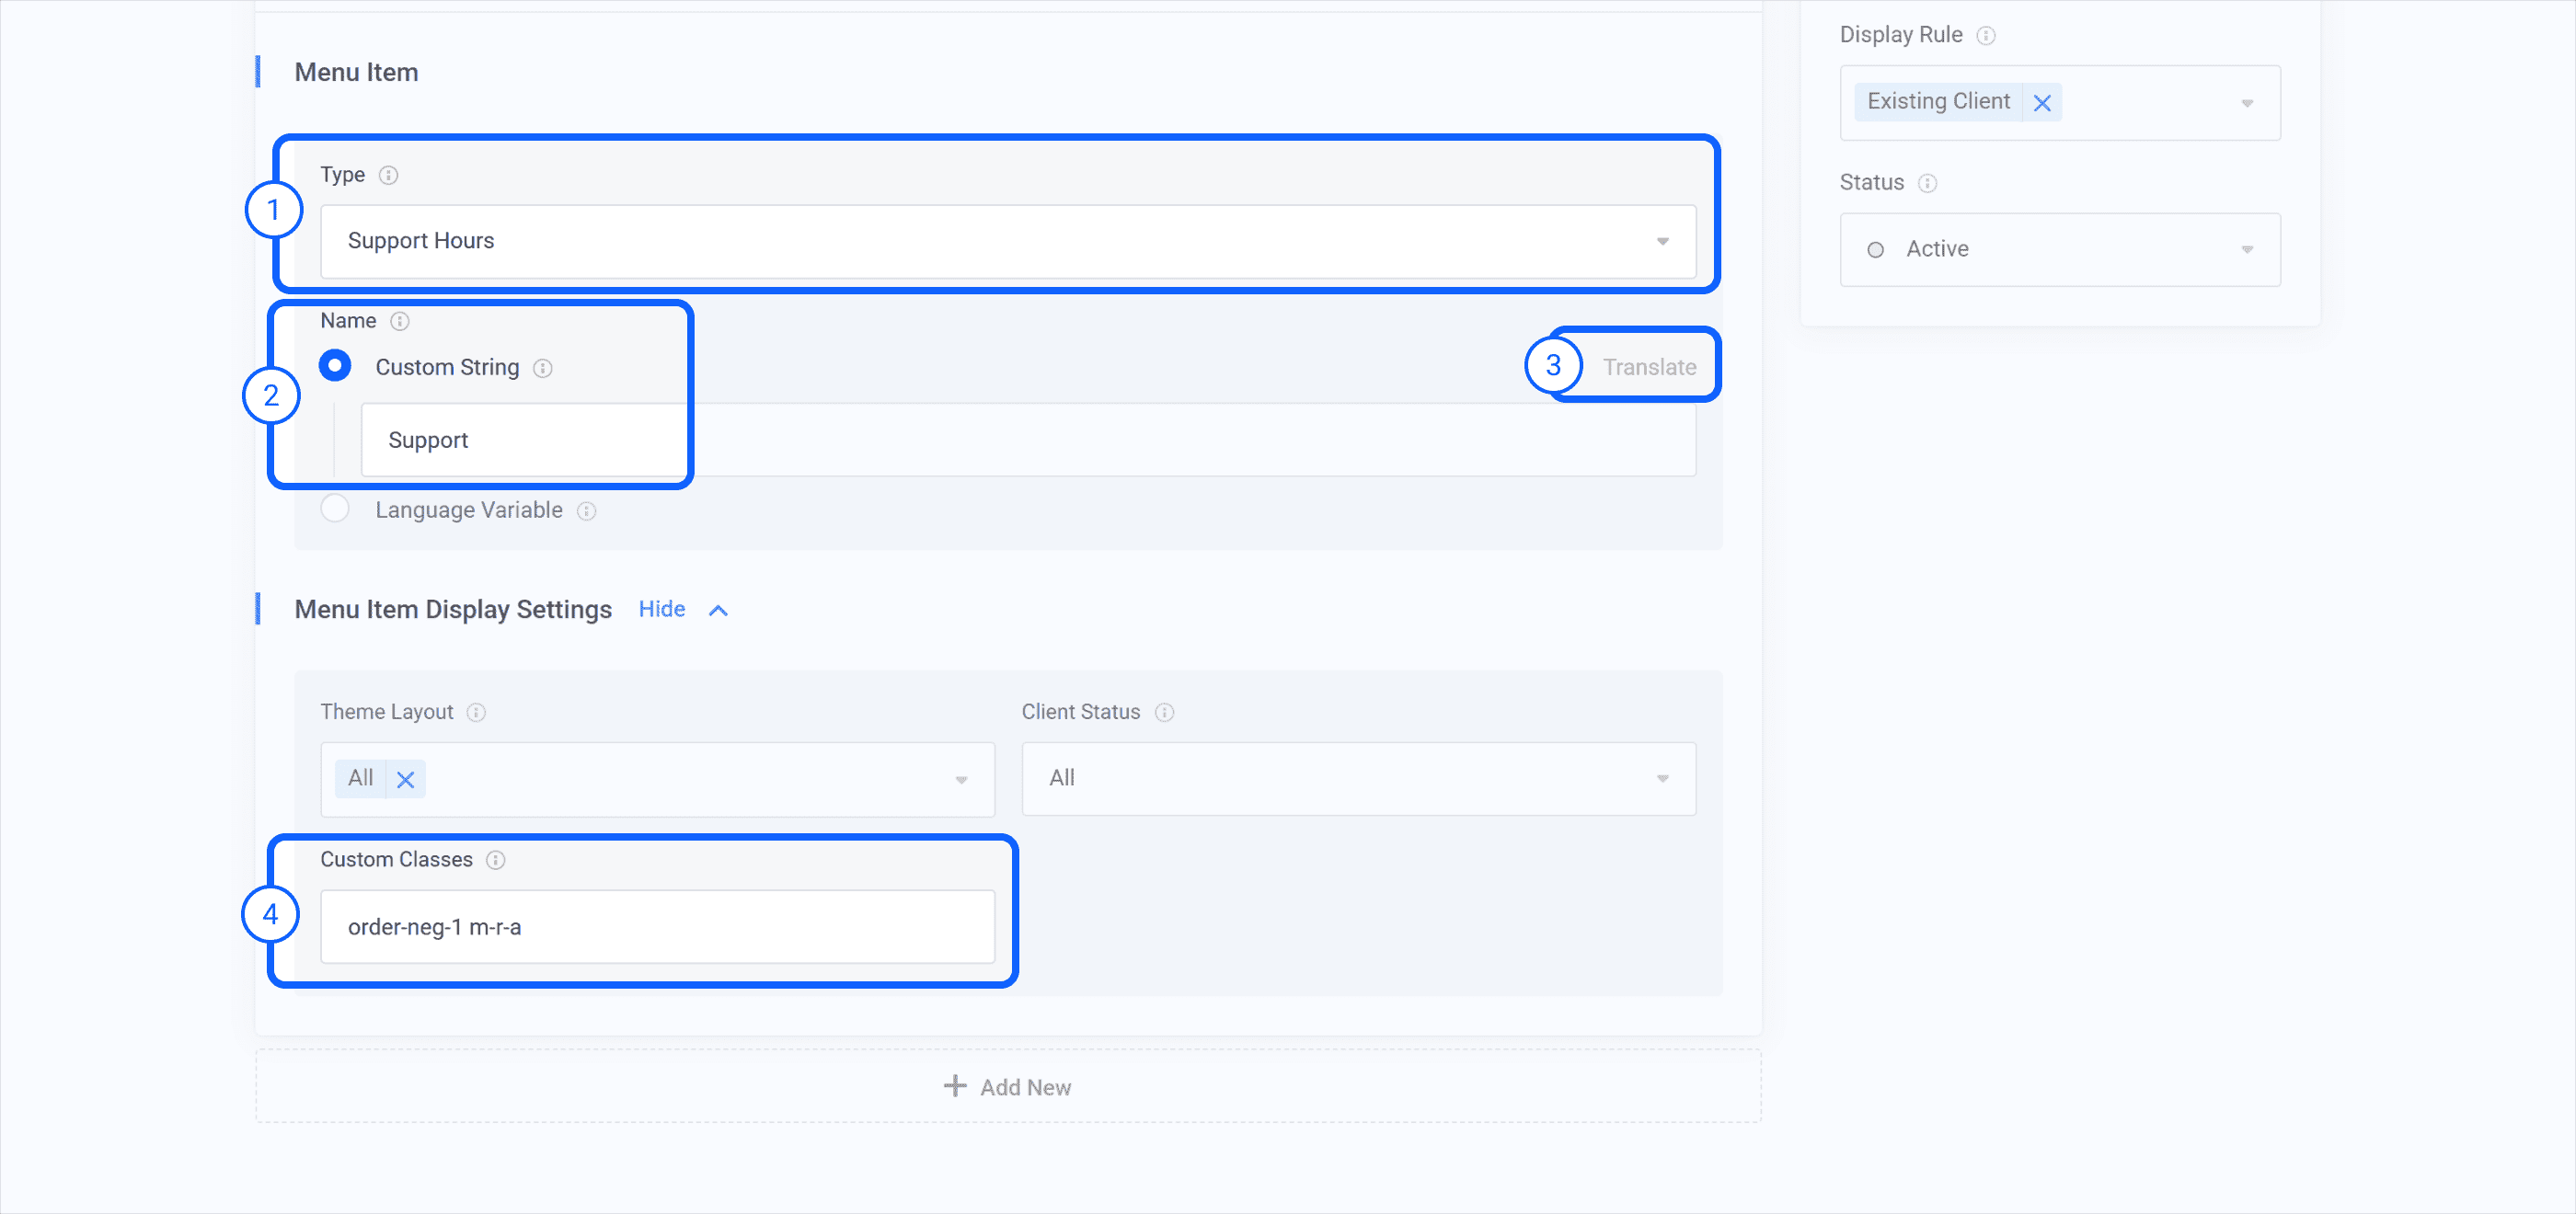 Menu Item
1
Type
Support Hours
2
Name
Custom String
3
Translate
Support
Language Variable
Menu Item Display Settings Hide
Theme Layout
All
Client Status
All
4
Custom Classes
order-neg-1 m-r-a
Add New
Display Rule
Existing Client
Status
Active